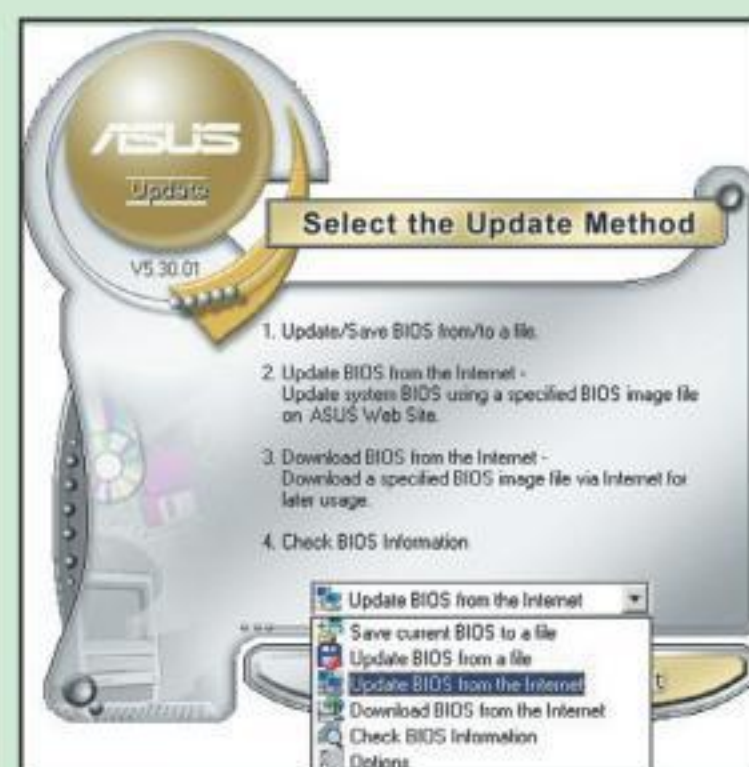 ASUS
Update
V5.30.01
Select the Update Method
1. Update/Save BIOS from/to a file.
2. Update BIOS from the Internet -
Update system BIOS using a specified BIOS image file
on ASUS Web Site.
3. Download BIOS from the Internet -
Download a specified BIOS image file via Internet for
later usage.
4. Check BIOS Information
Update BIOS from the Internet
Save current BIOS to a file
Update BIOS from a file
Update BIOS from the Internet
Download BIOS from the Internet
Check BIOS Information
Options